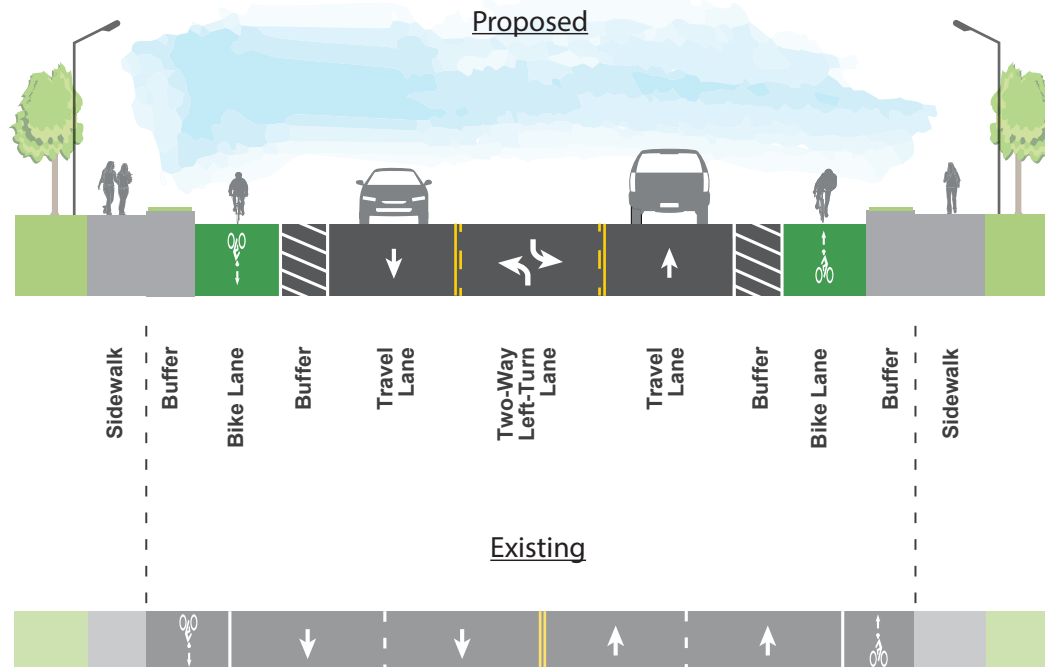 Proposed
Sidewalk
Buffer
Bike Lane
Buffer
Travel
Lane
Two-Way
Left-Turn
Lane
Travel
Lane
Buffer
Bike Lane
Buffer
Sidewalk
Existing